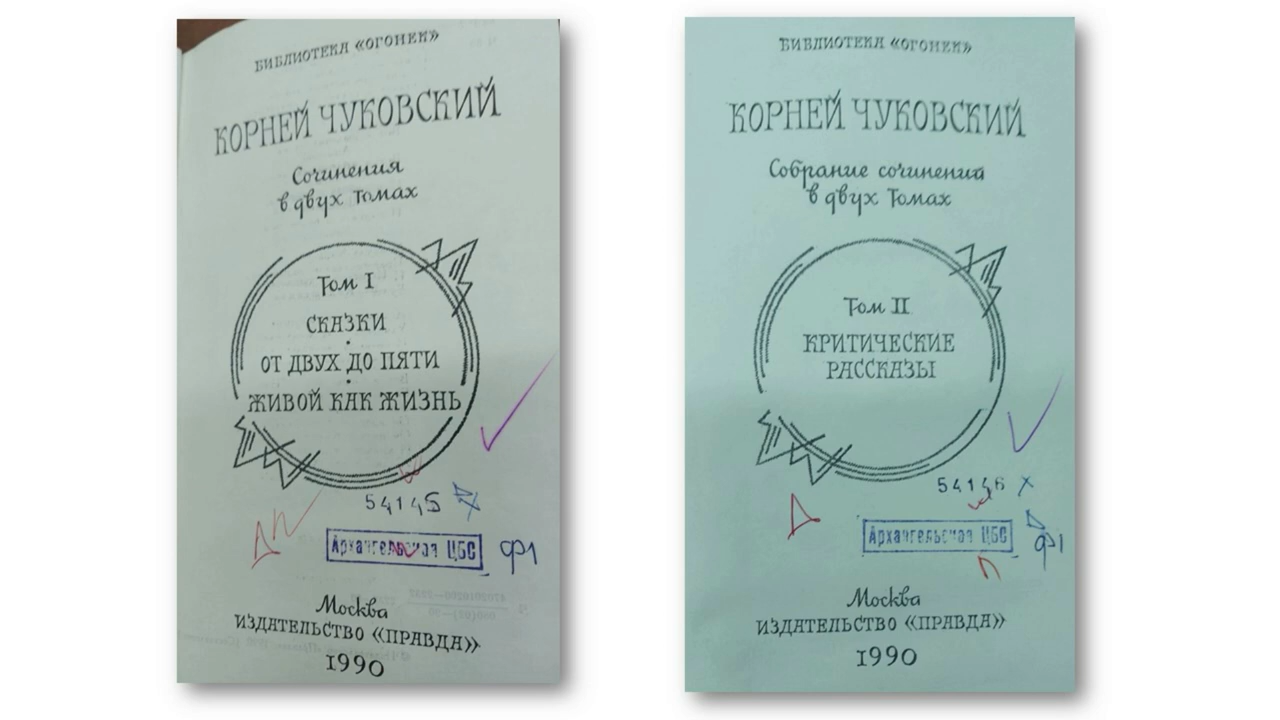 БИБЛИОТЕКА «ОГОНЕК»
КОРНЕЙ ЧУКОВСКИЙ
Сочинения
в двух томах
Том I
СКАЗКИ
·
ОТ ДВУХ ДО ПЯТИ
·
ЖИВОЙ КАК ЖИЗНЬ
54145
Архангельская ЦБС
Ф1
Москва
ИЗДАТЕЛЬСТВО «ПРАВДА»
1990
БИБЛИОТЕКА «ОГОНЕК»
КОРНЕЙ ЧУКОВСКИЙ
Собрание сочинений
в двух томах
Том II
КРИТИЧЕСКИЕ
РАССКАЗЫ
54146
Архангельская ЦБС
Ф1
Москва
ИЗДАТЕЛЬСТВО «ПРАВДА»
1990